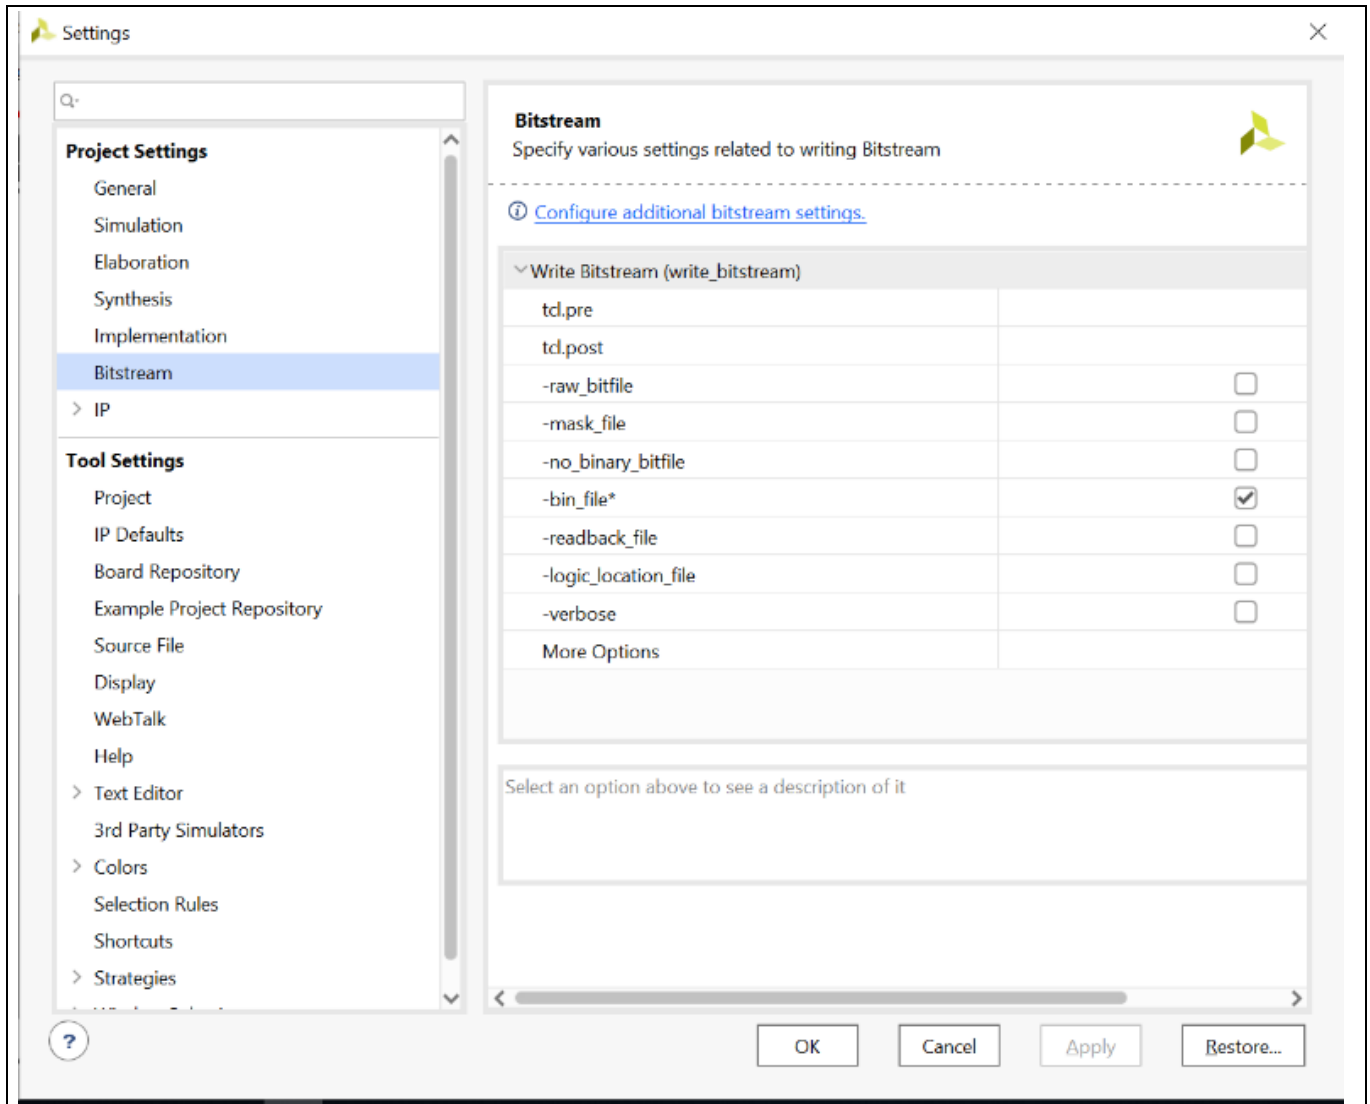 Settings
Project Settings
General
Simulation
Elaboration
Synthesis
Implementation
Bitstream
IP
Tool Settings
Project
IP Defaults
Board Repository
Example Project Repository
Source File
Display
WebTalk
Help
Text Editor
3rd Party Simulators
Colors
Selection Rules
Shortcuts
Strategies
Bitstream
Specify various settings related to writing Bitstream
Configure additional bitstream settings.
Write Bitstream (write_bitstream)
tcl.pre
tcl.post
-raw_bitfile
-mask_file
-no_binary_bitfile
-bin_file*
-readback_file
-logic_location_file
-verbose
More Options
Select an option above to see a description of it
?
OK
Cancel
Apply
Restore...